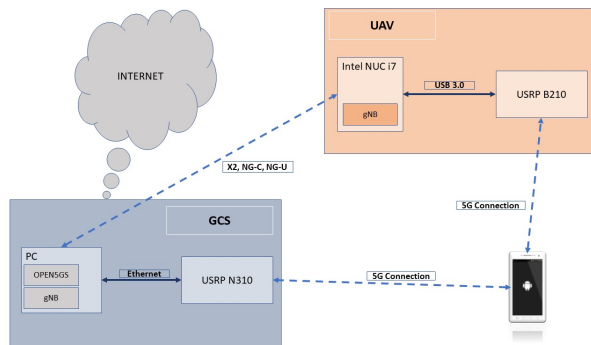 UAV
INTERNET
Intel NUC i7
USB 3.0
USRP B210
gNB
X2, NG-C, NG-U
5G Connection
GCS
PC
OPEN5GS
Ethernet
USRP N310
5G Connection
gNB